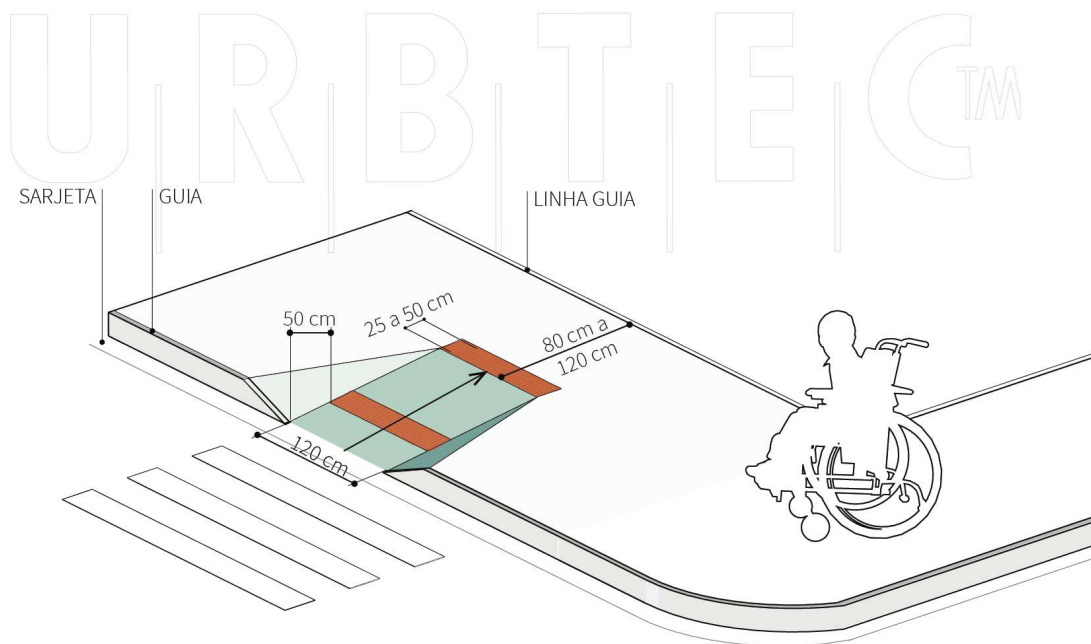 URBTEC™
SARJETA
GUIA
LINHA GUIA
50 cm
25 a 50 cm
80 cm a
120 cm
120 cm